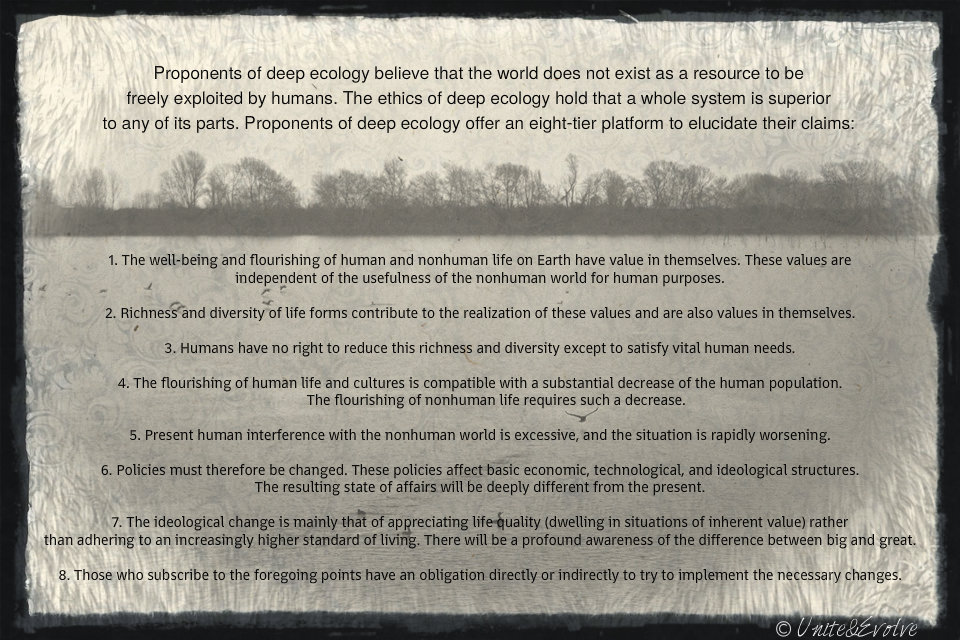 Proponents of deep ecology believe that the world does not exist as a resource to be
freely exploited by humans. The ethics of deep ecology hold that a whole system is superior
to any of its parts. Proponents of deep ecology offer an eight-tier platform to elucidate their claims:
1. The well-being and flourishing of human and nonhuman life on Earth have value in themselves. These values are
independent of the usefulness of the nonhuman world for human purposes.
2. Richness and diversity of life forms contribute to the realization of these values and are also values in themselves.
3. Humans have no right to reduce this richness and diversity except to satisfy vital human needs.
4. The flourishing of human life and cultures is compatible with a substantial decrease of the human population.
The flourishing of nonhuman life requires such a decrease.
5. Present human interference with the nonhuman world is excessive, and the situation is rapidly worsening.
6. Policies must therefore be changed. These policies affect basic economic, technological, and ideological structures.
The resulting state of affairs will be deeply different from the present.
7. The ideological change is mainly that of appreciating life quality (dwelling in situations of inherent value) rather
than adhering to an increasingly higher standard of living. There will be a profound awareness of the difference between big and great.
8. Those who subscribe to the foregoing points have an obligation directly or indirectly to try to implement the necessary changes.
© Unite&Evolve